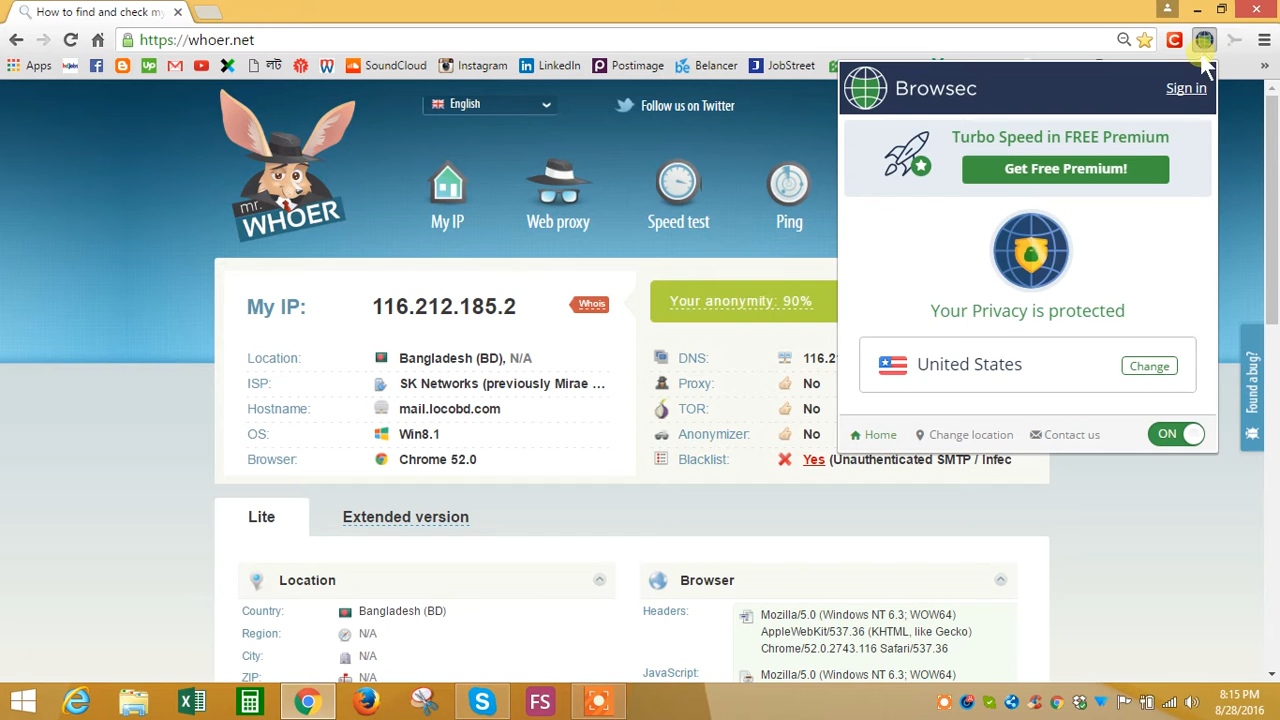 How to find and check my
https://whoer.net
Apps
লট
SoundCloud
Instagram
LinkedIn
Postimage
Belancer
JobStreet
»
Browsec
Sign in
Turbo Speed in FREE Premium
Get Free Premium!
Your Privacy is protected
United States
Change
Home
Change location
Contact us
ON
mr.
WHOER
English
Follow us on Twitter
My IP
Web proxy
Speed test
Ping
My IP:
116.212.185.2
Whois
Your anonymity: 90%
Location:
Bangladesh (BD), N/A
ISP:
SK Networks (previously Mirae ...
Hostname:
mail.locobd.com
OS:
Win8.1
Browser:
Chrome 52.0
DNS:
116.2
Proxy:
No
TOR:
No
Anonymizer:
No
Blacklist:
Yes (Unauthenticated SMTP / Infec
Found a bug?
Lite
Extended version
Location
Country:
Bangladesh (BD)
Region:
N/A
City:
N/A
ZIP:
N/A
Browser
Headers:
Mozilla/5.0 (Windows NT 6.3; WOW64)
AppleWebKit/537.36 (KHTML, like Gecko)
Chrome/52.0.2743.116 Safari/537.36
JavaScript:
Mozilla/5.0 (Windows NT 6.3; WOW64)
FS
8:15 PM
8/28/2016